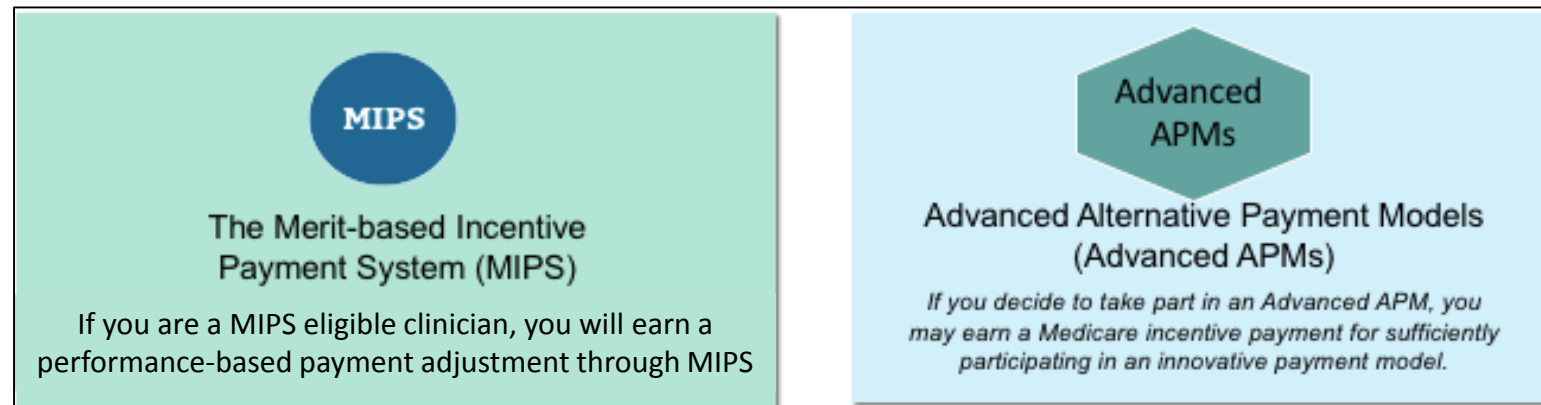 MIPS
The Merit-based Incentive
Payment System (MIPS)
If you are a MIPS eligible clinician, you will earn a
performance-based payment adjustment through MIPS
Advanced
APMs
Advanced Alternative Payment Models
(Advanced APMs)
If you decide to take part in an Advanced APM, you
may earn a Medicare incentive payment for sufficiently
participating in an innovative payment model.